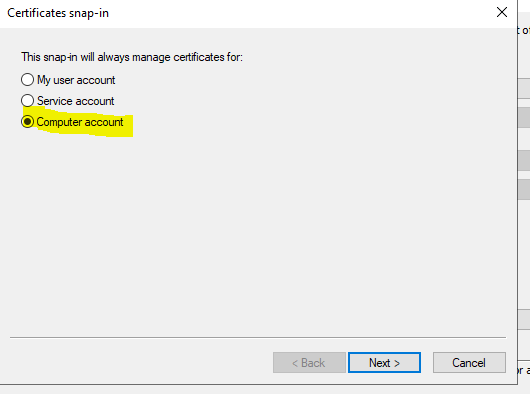 Certificates snap-in
This snap-in will always manage certificates for:
My user account
Service account
Computer account
< Back
Next >
Cancel